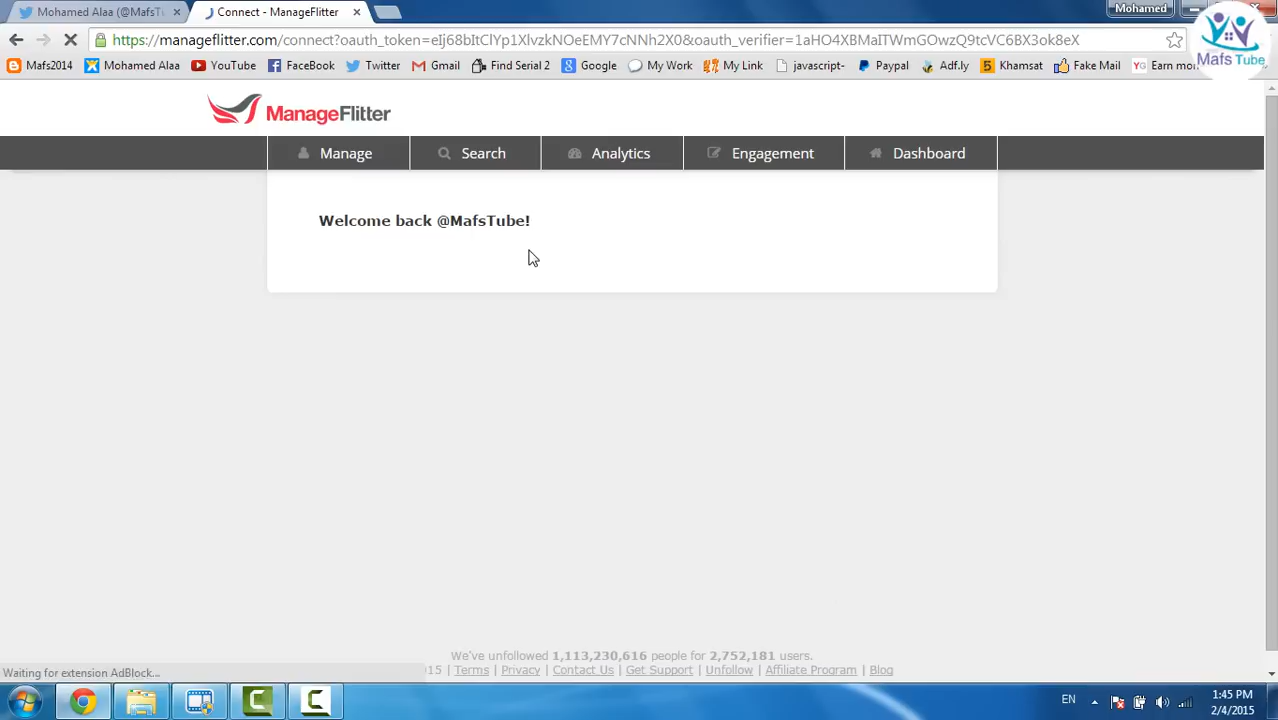 Mohamed Alaa (@MafsTu
Connect - ManageFlitter
Mohamed
https://manageflitter.com/connect?oauth_token=eIj68bItClYp1XlvzkNOeEMY7cNNh2X0&oauth_verifier=1aHO4XBMaITWmGOwzQ9tcVC6BX3ok8eX
Mafs Tube
Mafs2014
Mohamed Alaa
YouTube
FaceBook
Twitter
Gmail
Find Serial 2
Google
My Work
My Link
javascript-
Paypal
Adf.ly
Khamsat
Fake Mail
Earn mo
ManageFlitter
Manage
Search
Analytics
Engagement
Dashboard
Welcome back @MafsTube!
We've unfollowed 1,113,230,616 people for 2,752,181 users.
015 | Terms | Privacy | Contact Us | Get Support | Unfollow | Affiliate Program | Blog
Waiting for extension AdBlock...
EN
1:45 PM
2/4/2015